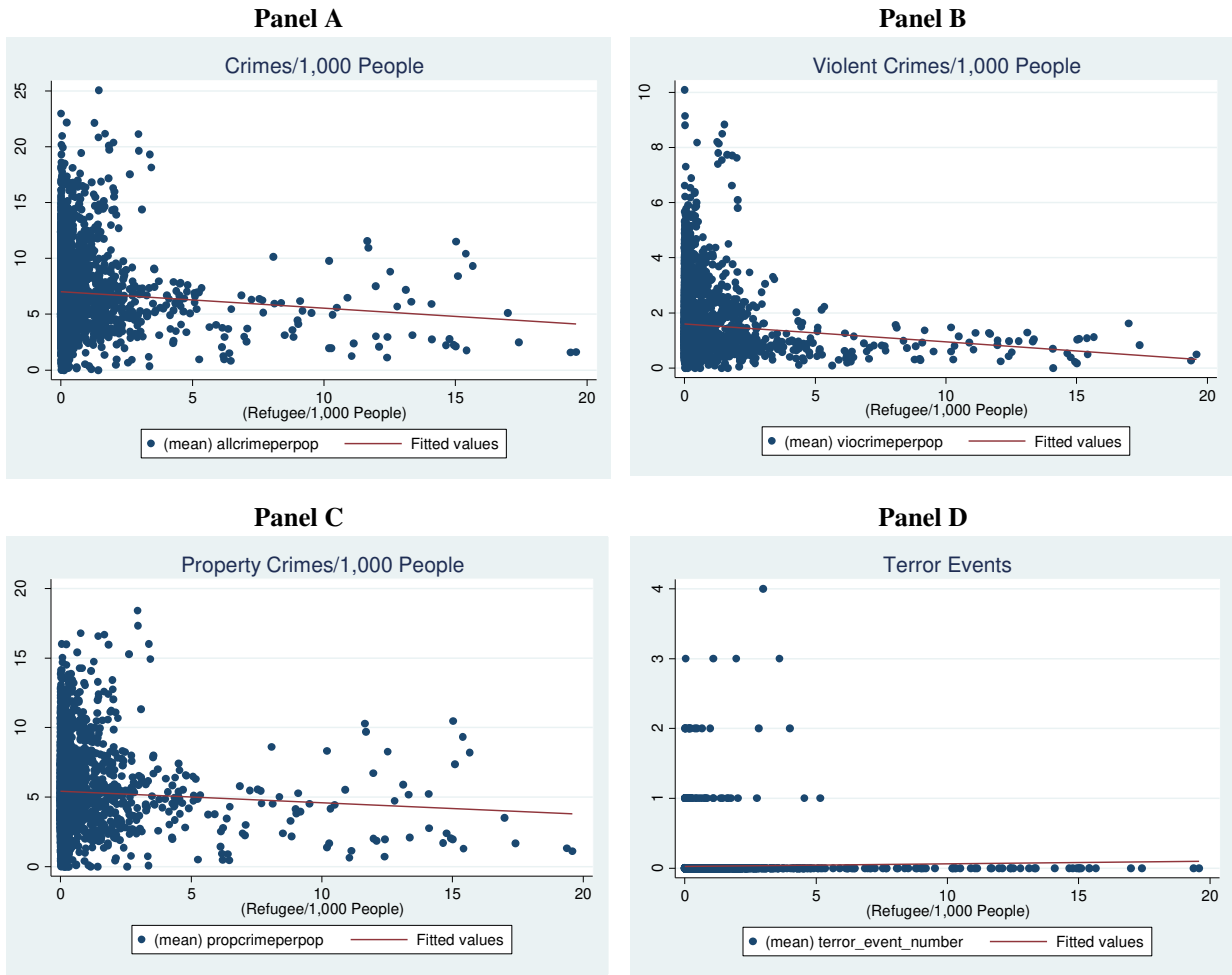 Panel A
Crimes/1,000 People
25
20
15
10
5
0
0 5 10 15 20
(Refugee/1,000 People)
(mean) allcrimeperpop Fitted values
Panel B
Violent Crimes/1,000 People
10
8
6
4
2
0
0 5 10 15 20
(Refugee/1,000 People)
(mean) viocrimeperpop Fitted values
Panel C
Property Crimes/1,000 People
20
15
10
5
0
0 5 10 15 20
(Refugee/1,000 People)
(mean) propcrimeperpop Fitted values
Panel D
Terror Events
4
3
2
1
0
0 5 10 15 20
(Refugee/1,000 People)
(mean) terror_event_number Fitted values